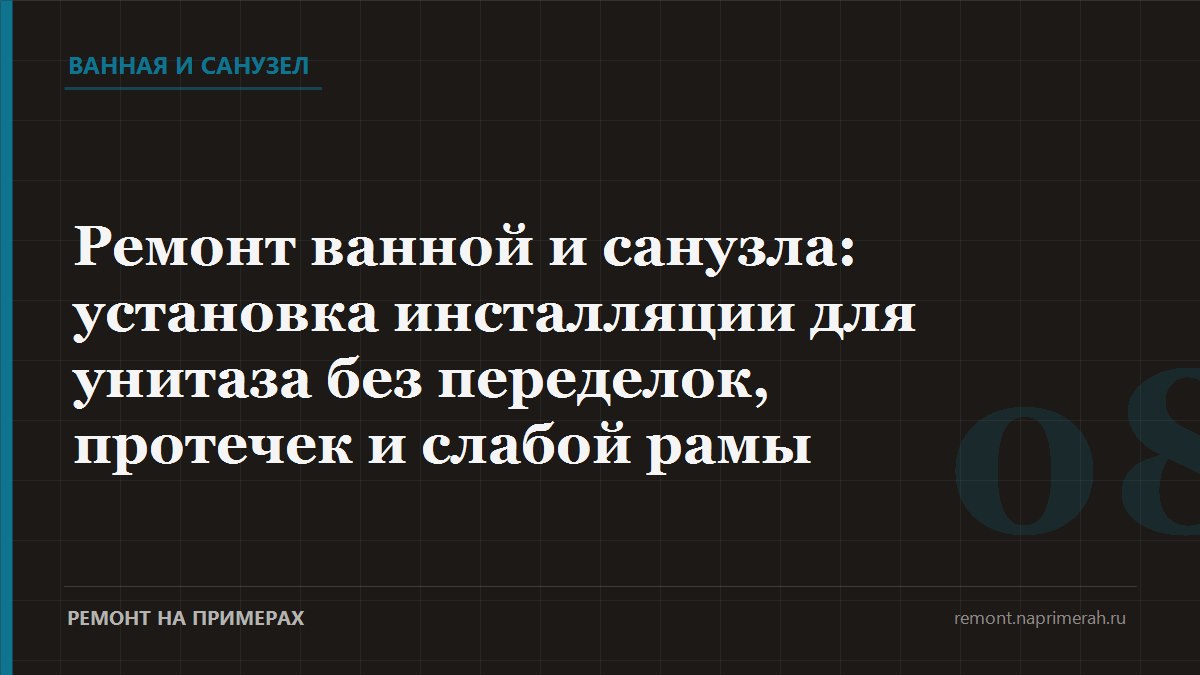 ВАННАЯ И САНУЗЕЛ
Ремонт ванной и санузла:
установка инсталляции для
унитаза без переделок,
протечек и слабой рамы
08
РЕМОНТ НА ПРИМЕРАХ
remont.naprimerah.ru